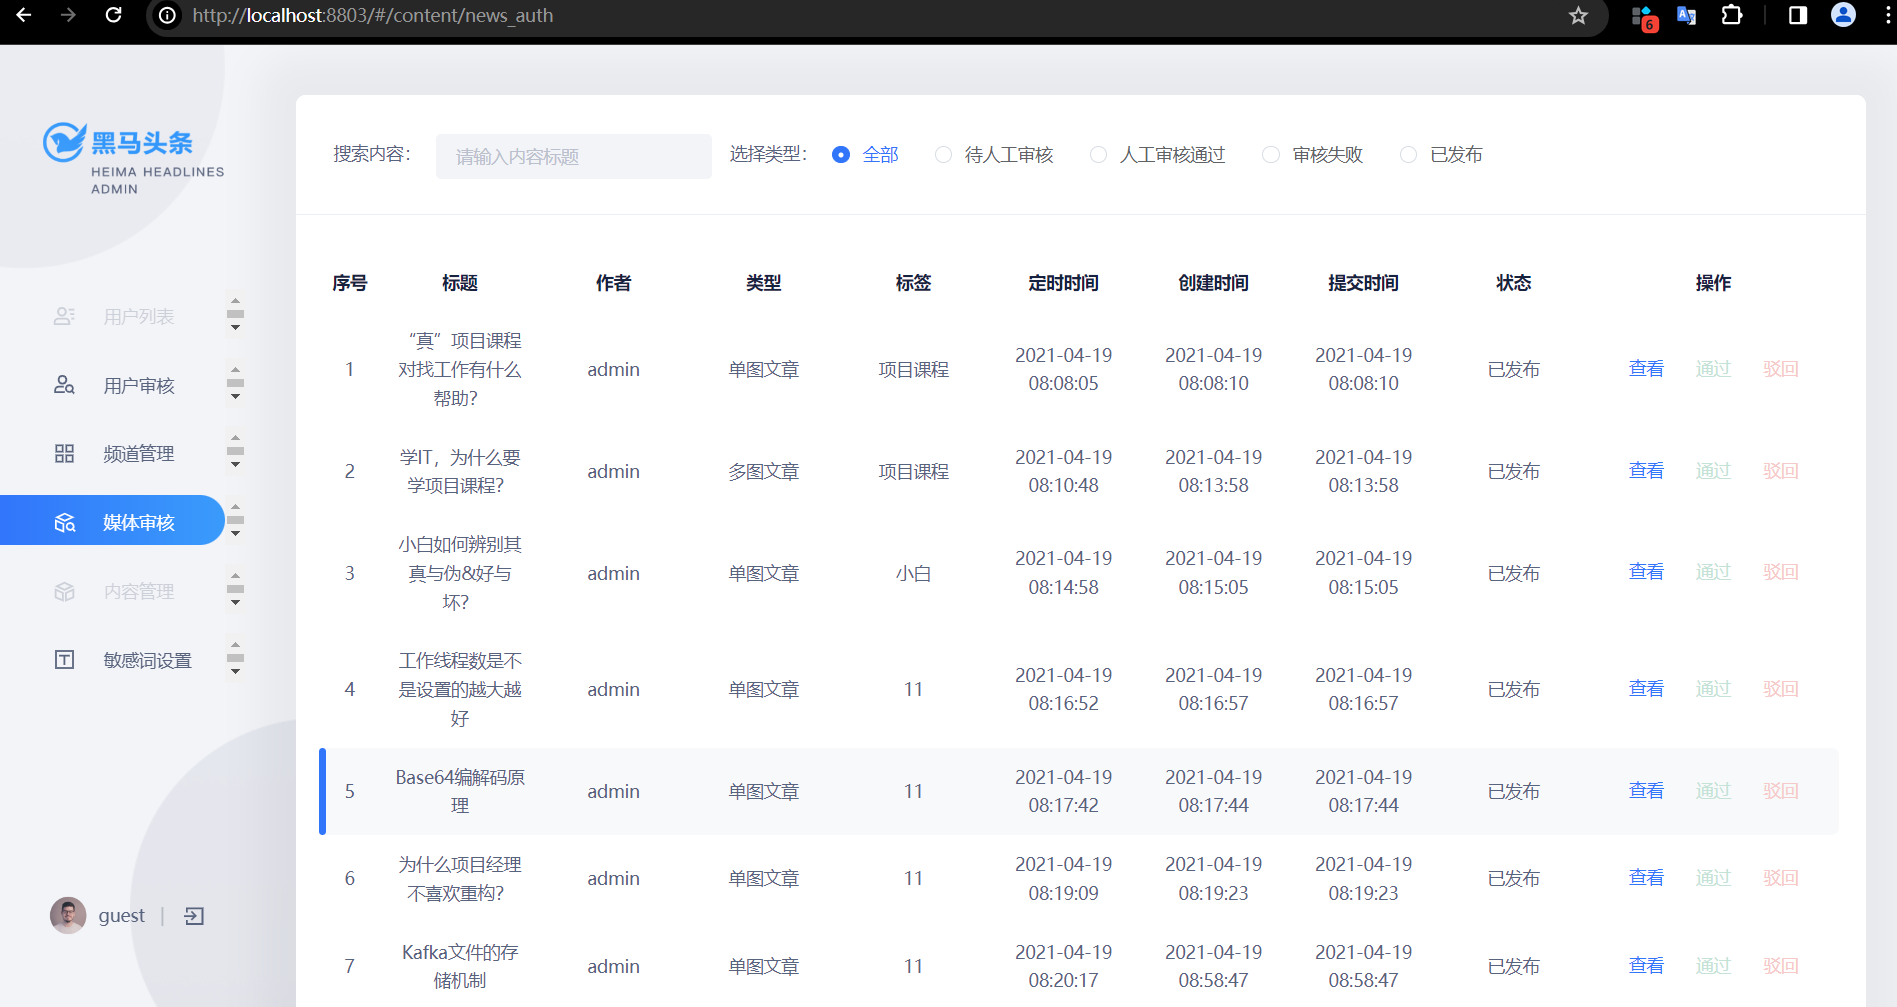 http://localhost:8803/#/content/news_auth
6
黑马头条
HEIMA HEADLINES
ADMIN
用户列表
用户审核
频道管理
媒体审核
内容管理
敏感词设置
guest
搜索内容： 请输入内容标题 选择类型： 全部 待人工审核 人工审核通过 审核失败 已发布
序号 标题 作者 类型 标签 定时时间 创建时间 提交时间 状态 操作
“真”项目课程
对找工作有什么
帮助？
1 admin 单图文章 项目课程 2021-04-19 08:08:05 2021-04-19 08:08:10 2021-04-19 08:08:10 已发布 查看 通过 驳回
学IT，为什么要
学项目课程？
2 admin 多图文章 项目课程 2021-04-19 08:10:48 2021-04-19 08:13:58 2021-04-19 08:13:58 已发布 查看 通过 驳回
小白如何辨别其
真与伪&好与
坏？
3 admin 单图文章 小白 2021-04-19 08:14:58 2021-04-19 08:15:05 2021-04-19 08:15:05 已发布 查看 通过 驳回
工作线程数是不
是设置的越大越
好
4 admin 单图文章 11 2021-04-19 08:16:52 2021-04-19 08:16:57 2021-04-19 08:16:57 已发布 查看 通过 驳回
Base64编解码原
理
5 admin 单图文章 11 2021-04-19 08:17:42 2021-04-19 08:17:44 2021-04-19 08:17:44 已发布 查看 通过 驳回
为什么项目经理
不喜欢重构？
6 admin 单图文章 11 2021-04-19 08:19:09 2021-04-19 08:19:23 2021-04-19 08:19:23 已发布 查看 通过 驳回
Kafka文件的存
储机制
7 admin 单图文章 11 2021-04-19 08:20:17 2021-04-19 08:58:47 2021-04-19 08:58:47 已发布 查看 通过 驳回